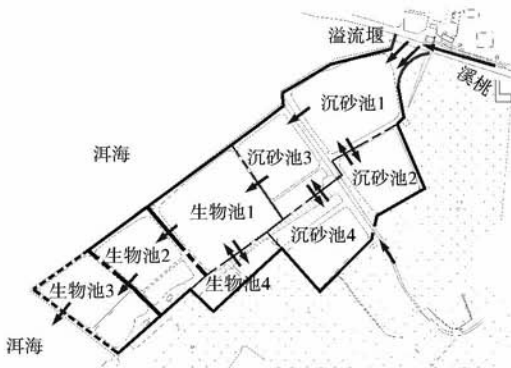 溢流堰
溪桃
沉砂池1
洱海
沉砂池3
沉砂池2
生物池1
沉砂池4
生物池2
生物池4
生物池3
洱海